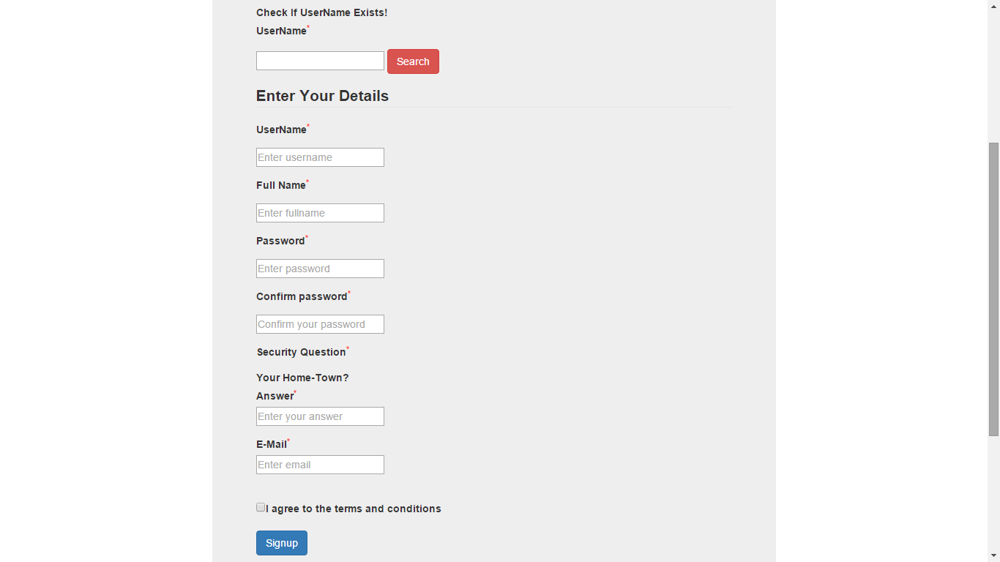 Check If UserName Exists!
UserName*
Search
Enter Your Details
UserName*
Enter username
Full Name*
Enter fullname
Password*
Enter password
Confirm password*
Confirm your password
Security Question*
Your Home-Town?
Answer*
Enter your answer
E-Mail*
Enter email
I agree to the terms and conditions
Signup